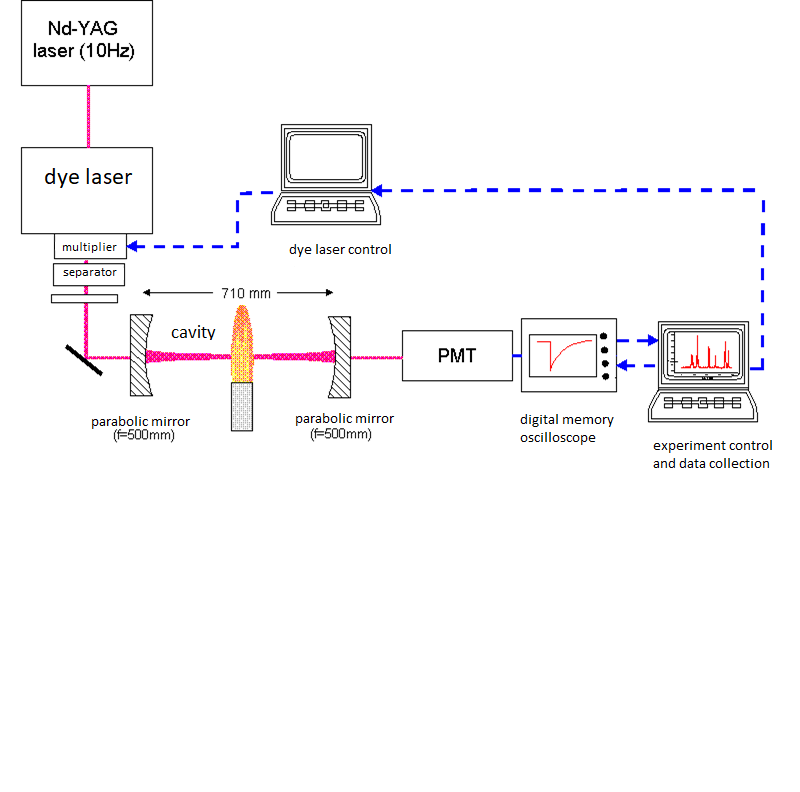 Nd-YAG
laser (10Hz)
dye laser
multiplier
separator
dye laser control
710 mm
cavity
PMT
parabolic mirror
(f=500mm)
parabolic mirror
(f=500mm)
digital memory
oscilloscope
experiment control
and data collection